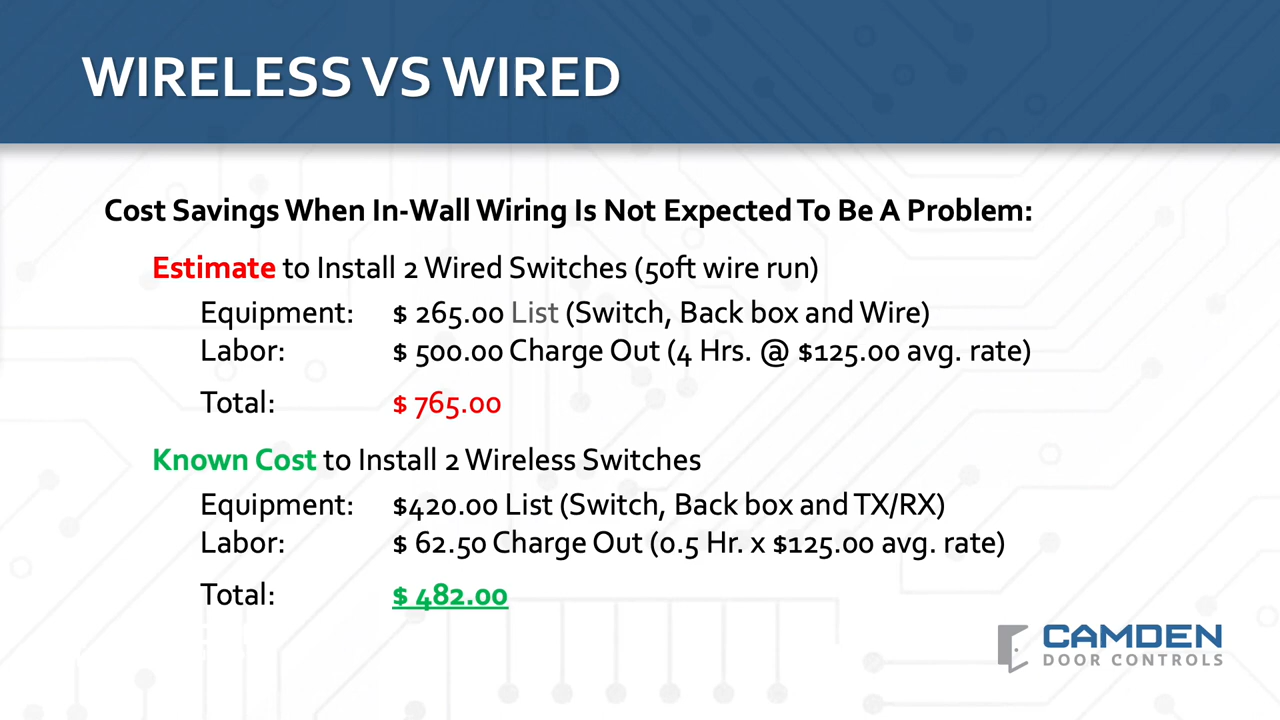 WIRELESS VS WIRED
Cost Savings When In-Wall Wiring Is Not Expected To Be A Problem:
Estimate to Install 2 Wired Switches (50ft wire run)
Equipment: $ 265.00 List (Switch, Back box and Wire)
Labor: $ 500.00 Charge Out (4 Hrs. @ $125.00 avg. rate)
Total: $ 765.00
Known Cost to Install 2 Wireless Switches
Equipment: $420.00 List (Switch, Back box and TX/RX)
Labor: $ 62.50 Charge Out (0.5 Hr. x $125.00 avg. rate)
Total: $ 482.00
CAMDEN
DOOR CONTROLS